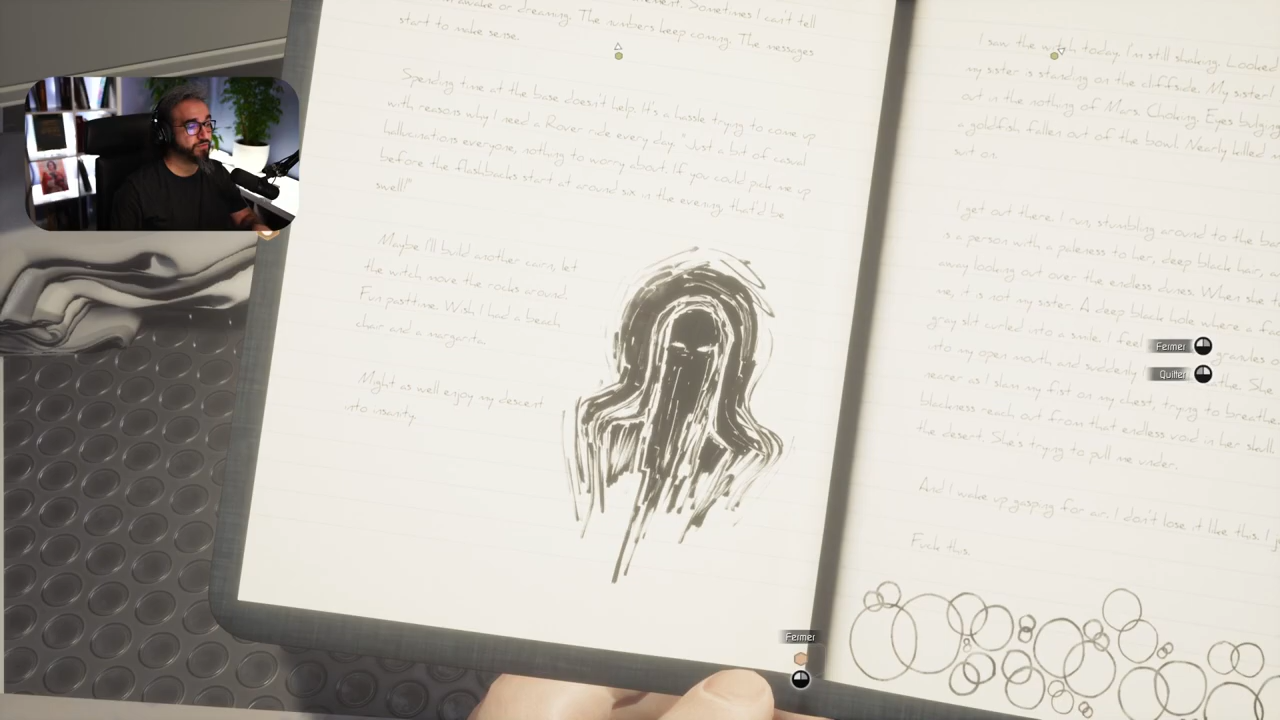 Sometimes I can't tell
awake or dreaming. The numbers keep coming. The messages
start to make sense.
Spending time at the base doesn't help. It's a hassle trying to come up
with reasons why I need a Rover ride every day. "Just a bit of casual
hallucinations everyone, nothing to worry about. If you could pick me up
before the flashbacks start at around six in the evening, that'd be
swell!"
Maybe I'll build another cairn, let
the witch move the rocks around.
Fun pasttime. Wish I had a beach
chair and a margarita.
Might as well enjoy my descent
into insanity.
I saw the witch today. I'm still shaking. Looked
my sister is standing on the cliffside. My sister!
out in the nothing of Mars. Choking. Eyes bulging
a goldfish fallen out of the bowl. Nearly killed
suit on.
I get out there. I run, stumbling around to the
is a person with a paleness to her, deep black hair,
away looking out over the endless dunes. When she
me, it is not my sister. A deep black hole where a
gray slit curled into a smile. I feel granules
into my open mouth and suddenly She
nearer as I slam my fist on my chest, trying to breathe
blackness reach out from that endless void in her skull.
the desert. She's trying to pull me under.
And I wake up gasping for air. I don't lose it like this. I
Fuck this.
Fermer
Quitter
Fermer